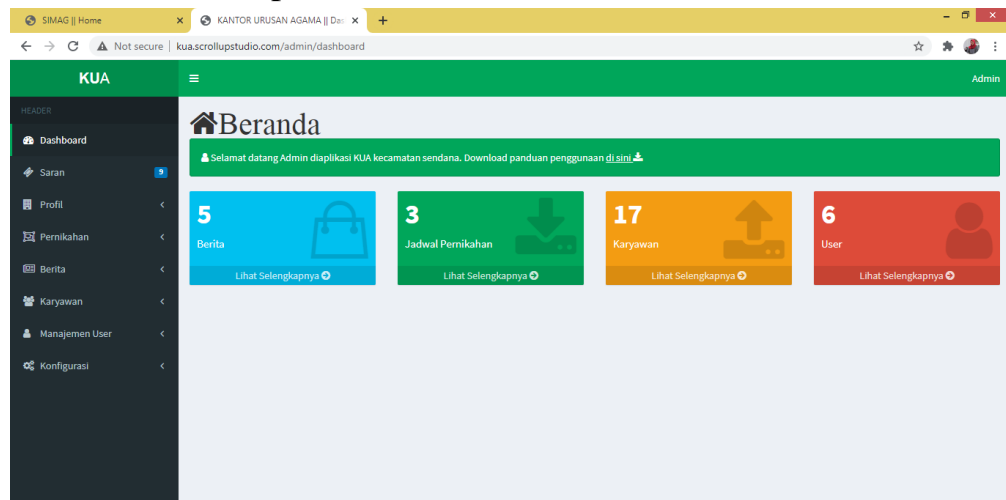 SIMAG || Home
KANTOR URUSAN AGAMA || Das
Not secure
kua.scrollupstudio.com/admin/dashboard
KUA
Admin
HEADER
Dashboard
Saran
9
Profil
Pernikahan
Berita
Karyawan
Manajemen User
Konfigurasi
Beranda
Selamat datang Admin diaplikasi KUA kecamatan sendana. Download panduan penggunaan di sini
5
Berita
Lihat Selengkapnya
3
Jadwal Pernikahan
Lihat Selengkapnya
17
Karyawan
Lihat Selengkapnya
6
User
Lihat Selengkapnya